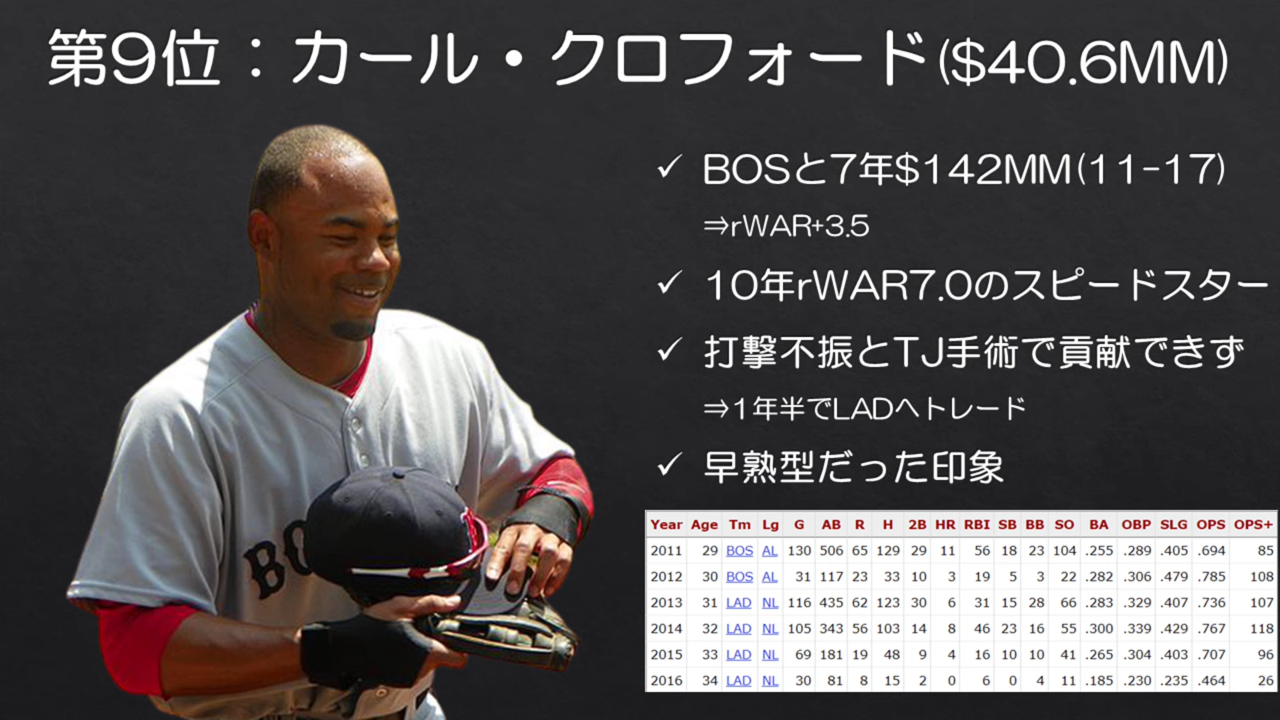 第9位：カール・クロフォード($40.6MM)
✓ BOSと7年$142MM(11-17)
⇒rWAR+3.5
✓ 10年rWAR7.0のスピードスター
✓ 打撃不振とTJ手術で貢献できず
⇒1年半でLADへトレード
✓ 早熟型だった印象
Year Age Tm Lg G AB R H 2B HR RBI SB BB SO BA OBP SLG OPS OPS+
2011 29 BOS AL 130 506 65 129 29 11 56 18 23 104 .255 .289 .405 .694 85
2012 30 BOS AL 31 117 23 33 10 3 19 5 3 22 .282 .306 .479 .785 108
2013 31 LAD NL 116 435 62 123 30 6 31 15 28 66 .283 .329 .407 .736 107
2014 32 LAD NL 105 343 56 103 14 8 46 23 16 55 .300 .339 .429 .767 118
2015 33 LAD NL 69 181 19 48 9 4 16 10 10 41 .265 .304 .403 .707 96
2016 34 LAD NL 30 81 8 15 2 0 6 0 4 11 .185 .230 .235 .464 26
BO